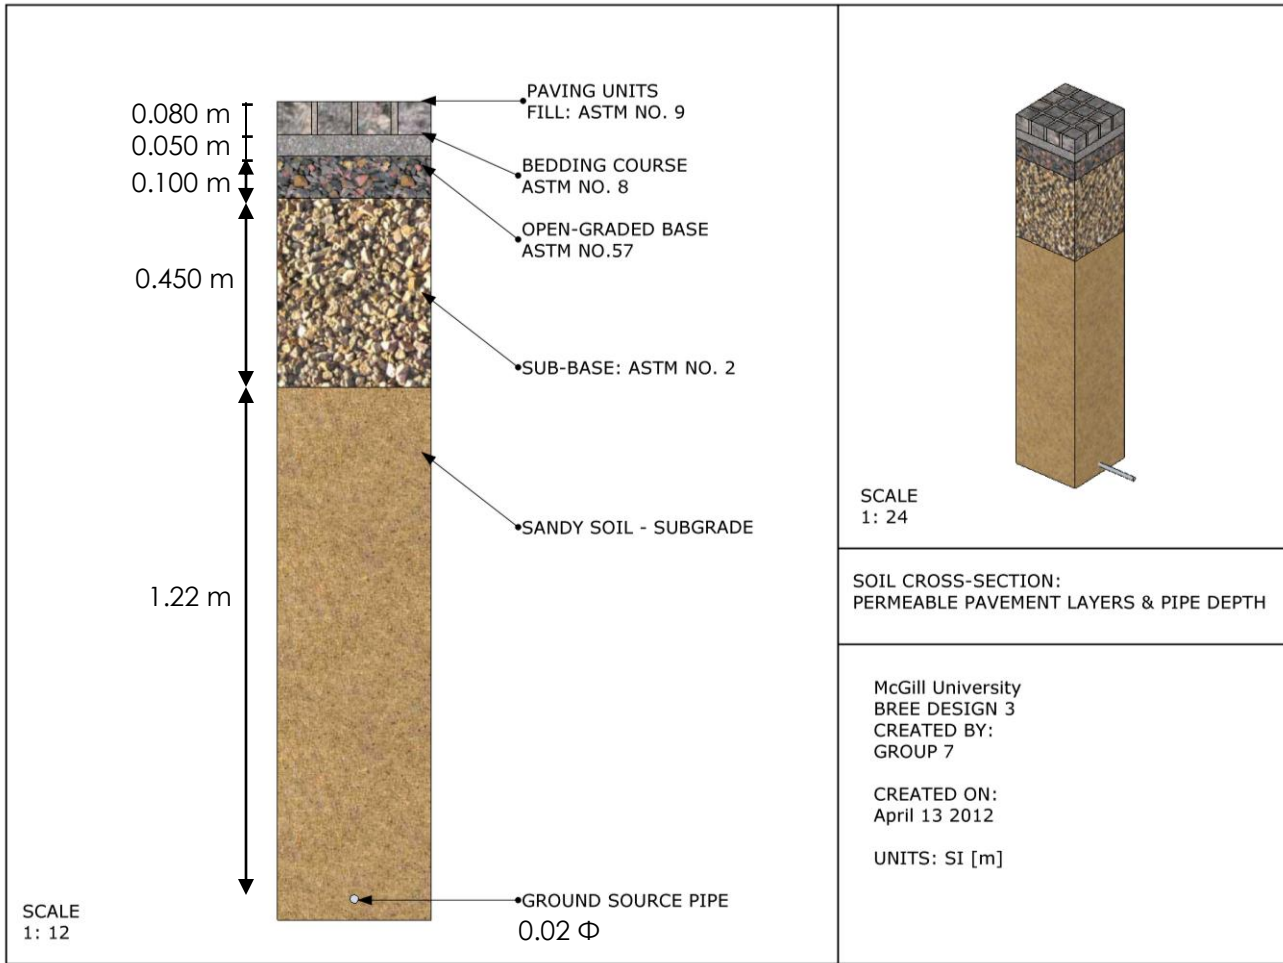 0.080 m
0.050 m
0.100 m
0.450 m
1.22 m
PAVING UNITS
FILL: ASTM NO. 9
BEDDING COURSE
ASTM NO. 8
OPEN-GRADED BASE
ASTM NO.57
SUB-BASE: ASTM NO. 2
SANDY SOIL - SUBGRADE
GROUND SOURCE PIPE
0.02 Φ
SCALE
1: 12
SCALE
1: 24
SOIL CROSS-SECTION:
PERMEABLE PAVEMENT LAYERS & PIPE DEPTH
McGill University
BREE DESIGN 3
CREATED BY:
GROUP 7
CREATED ON:
April 13 2012
UNITS: SI [m]